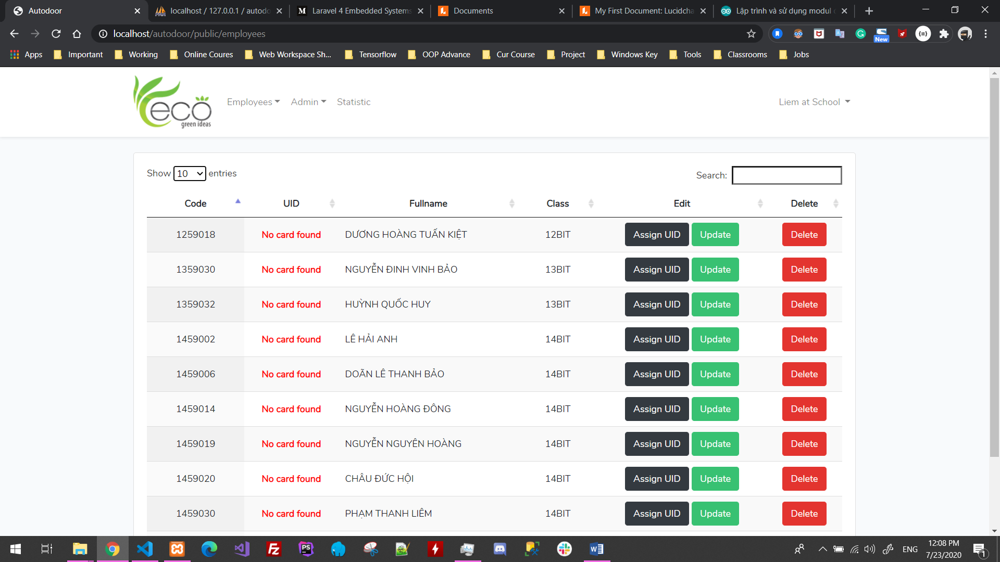 Autodoor
localhost / 127.0.0.1 / autodo
Laravel 4 Embedded Systems
Documents
My First Document: Lucidcha
Lập trình và sử dụng modul
localhost/autodoor/public/employees
New
Apps
Important
Working
Online Coures
Web Workspace Sh...
Tensorflow
OOP Advance
Cur Course
Project
Windows Key
Tools
Classrooms
Jobs
eco
green ideas
Employees
Admin
Statistic
Liem at School
Show 10 entries
Search:
Code UID Fullname Class Edit Delete
1259018 No card found DƯƠNG HOÀNG TUẤN KIỆT 12BIT Assign UID Update Delete
1359030 No card found NGUYỄN ĐINH VINH BẢO 13BIT Assign UID Update Delete
1359032 No card found HUỲNH QUỐC HUY 13BIT Assign UID Update Delete
1459002 No card found LÊ HẢI ANH 14BIT Assign UID Update Delete
1459006 No card found DOÃN LÊ THANH BẢO 14BIT Assign UID Update Delete
1459014 No card found NGUYỄN HOÀNG ĐÔNG 14BIT Assign UID Update Delete
1459019 No card found NGUYỄN NGUYÊN HOÀNG 14BIT Assign UID Update Delete
1459020 No card found CHÂU ĐỨC HỘI 14BIT Assign UID Update Delete
1459030 No card found PHẠM THANH LIÊM 14BIT Assign UID Update Delete
ENG
12:08 PM
7/23/2020
1